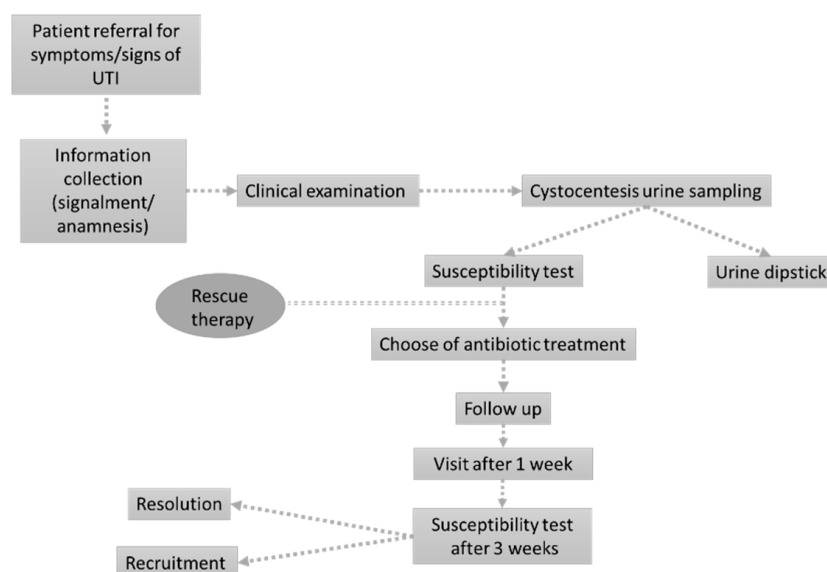 Patient referral for
symptoms/signs of
UTI
Information
collection
(signalment/
anamnesis)
Clinical examination
Cystocentesis urine sampling
Susceptibility test
Urine dipstick
Rescue
therapy
Choose of antibiotic treatment
Follow up
Visit after 1 week
Resolution
Susceptibility test
after 3 weeks
Recruitment